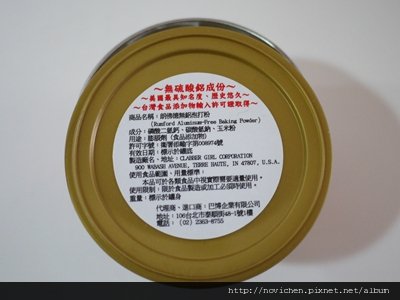 ～無硫酸鋁成份～
～美國最具知名度、歷史悠久～
～台灣食品添加物輸入許可證取得～
商品名稱：朗佛德無鋁泡打粉
(Rumford Aluminum-Free Baking Powder)
成分：磷酸二氫鈣、碳酸氫鈉、玉米粉
用途：膨脹劑（食品添加物）
許可字號：衛署添輸字第008974號
有效日期：標示於罐底
製造廠名、地址：CLABBER GIRL CORPORATION
900 WABASH AVENUE, TERRE HAUTE, IN 47807, U.S.A.
使用食品範圍、用量標準：
本品可於各類食品中視實際需要適量使用。
使用限制：限於食品製造或加工必須時使用。
重量：標示於罐身
代理商、進口商：巴博企業有限公司
地址：106台北市泰順街48-1號1樓
電話：（02）2363-8755
http://novichen.pixnet.net/album